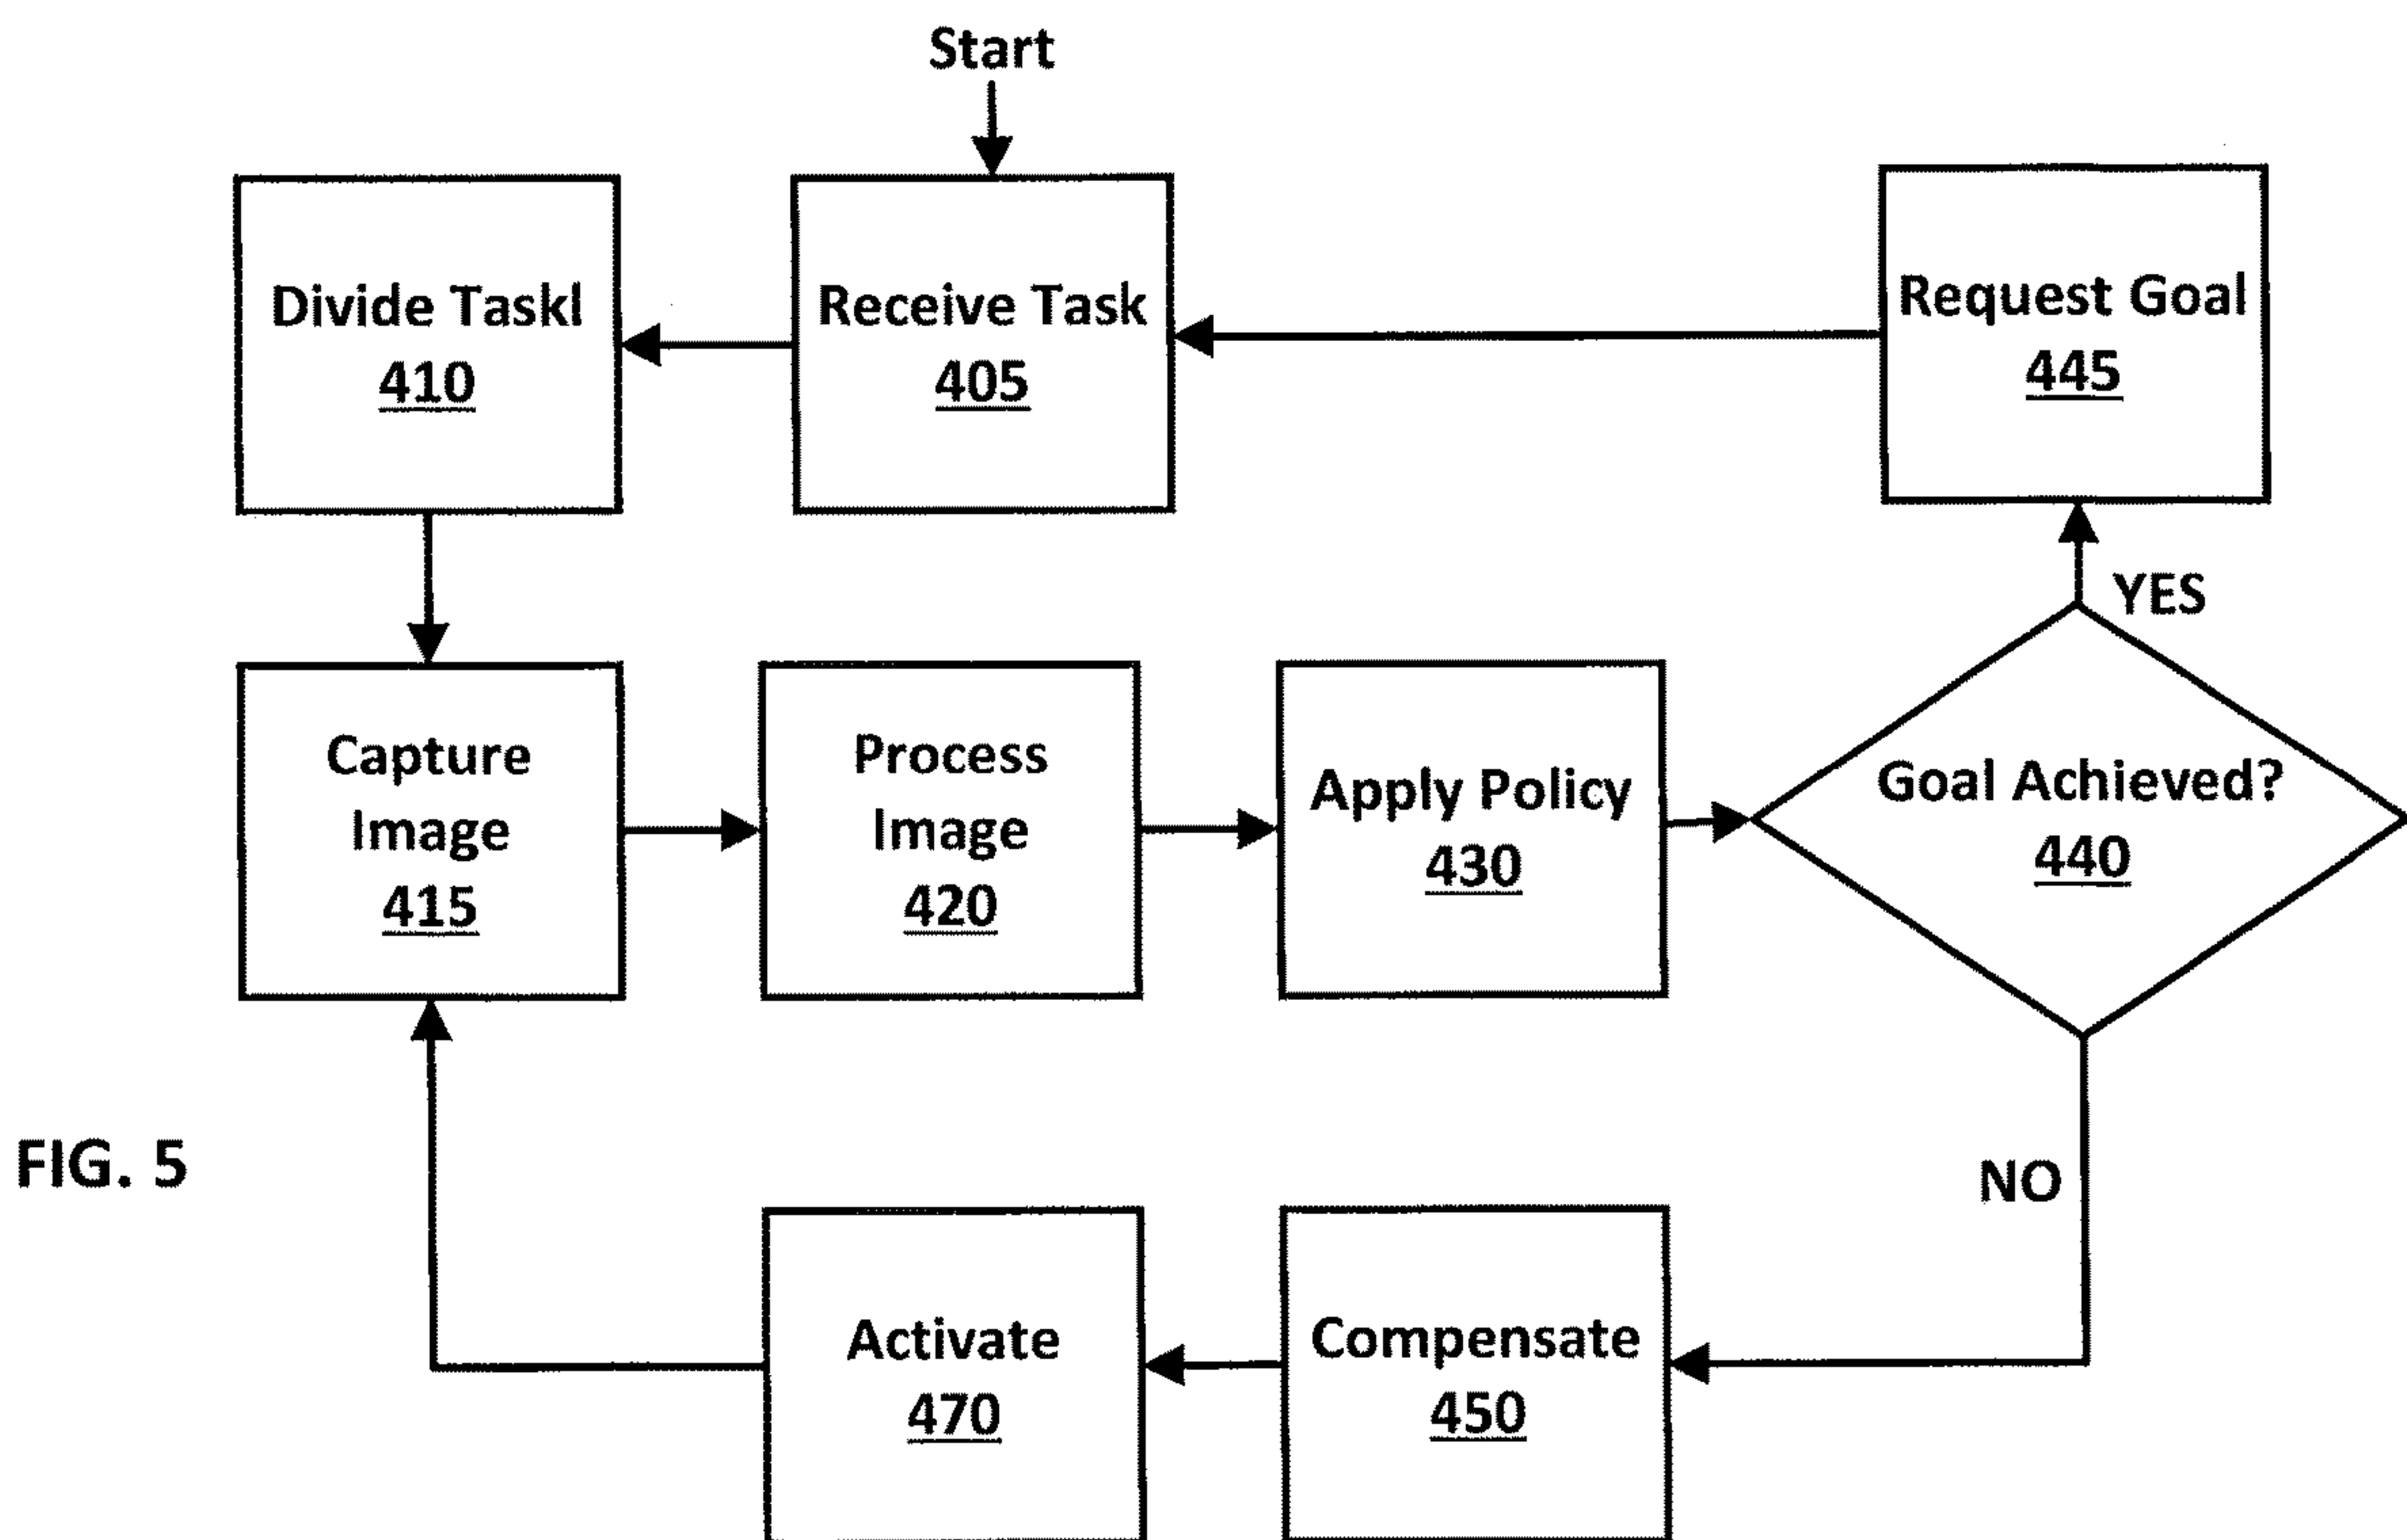 Start
Divide Taskl
410
Receive Task
405
Request Goal
445
YES
Capture
Image
415
Process
Image
420
Apply Policy
430
Goal Achieved?
440
FIG. 5
NO
Activate
470
Compensate
450